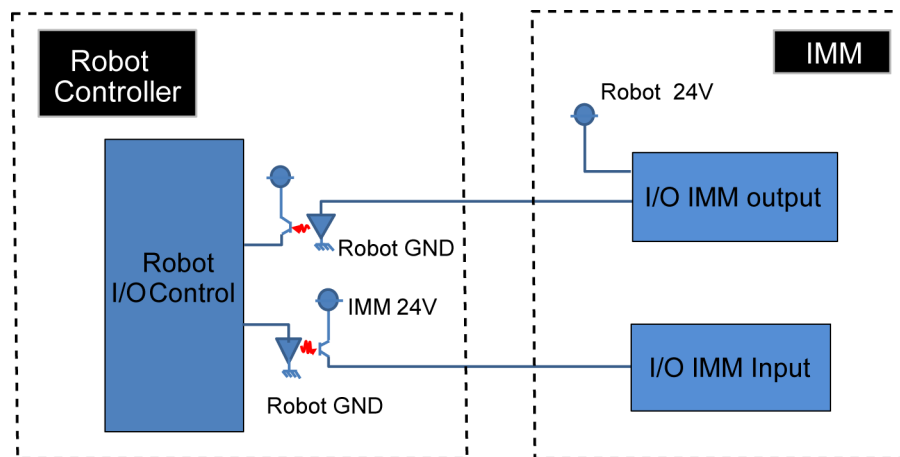 Robot
Controller
IMM
Robot 24V
I/O IMM output
Robot GND
Robot
I/O Control
IMM 24V
I/O IMM Input
Robot GND